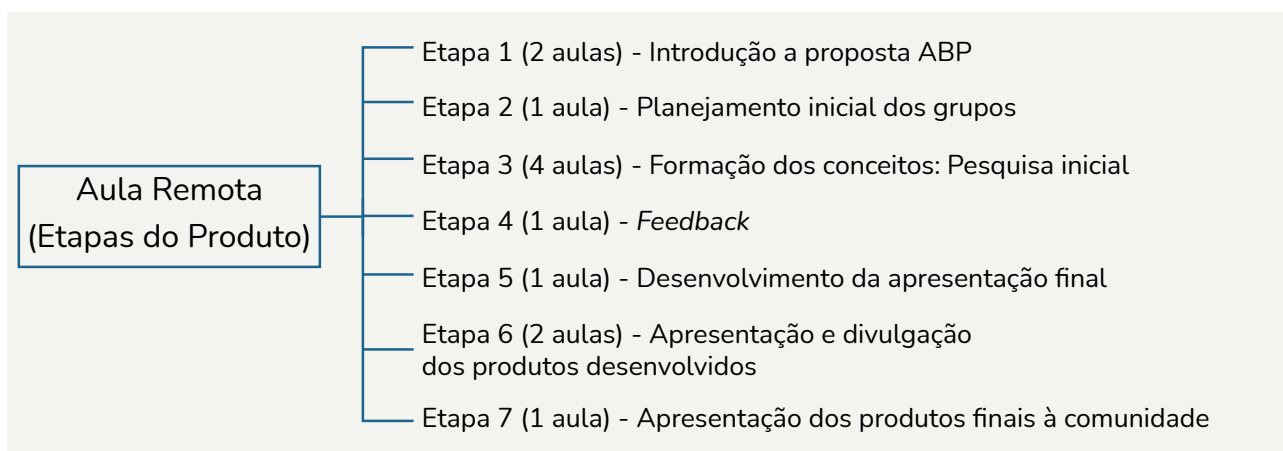 Aula Remota
(Etapas do Produto)
Etapa 1 (2 aulas) - Introdução a proposta ABP
Etapa 2 (1 aula) - Planejamento inicial dos grupos
Etapa 3 (4 aulas) - Formação dos conceitos: Pesquisa inicial
Etapa 4 (1 aula) - Feedback
Etapa 5 (1 aula) - Desenvolvimento da apresentação final
Etapa 6 (2 aulas) - Apresentação e divulgação
dos produtos desenvolvidos
Etapa 7 (1 aula) - Apresentação dos produtos finais à comunidade